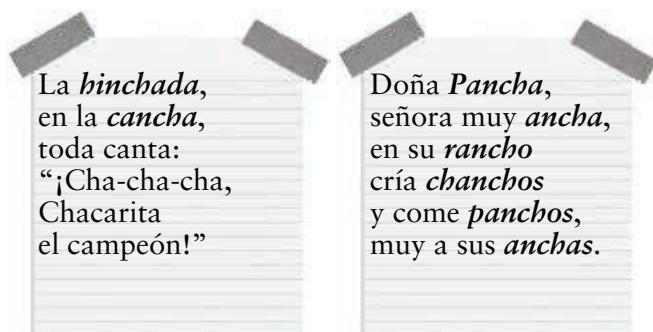 La hinchada,
en la cancha,
toda canta:
“¡Cha-cha-cha,
Chacarita
el campeón!”
Doña Pancha,
señora muy ancha,
en su rancho
cría chanchos
y come panchos,
muy a sus anchas.